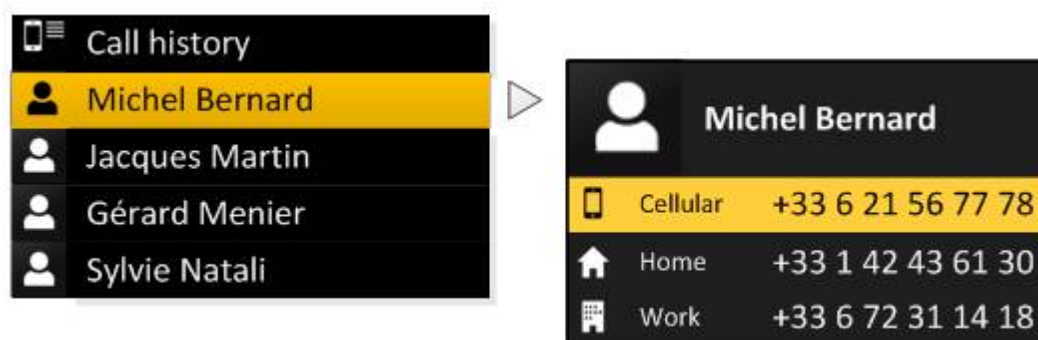 Call history
Michel Bernard
Jacques Martin
Gérard Menier
Sylvie Natali
Michel Bernard
Cellular +33 6 21 56 77 78
Home +33 1 42 43 61 30
Work +33 6 72 31 14 18